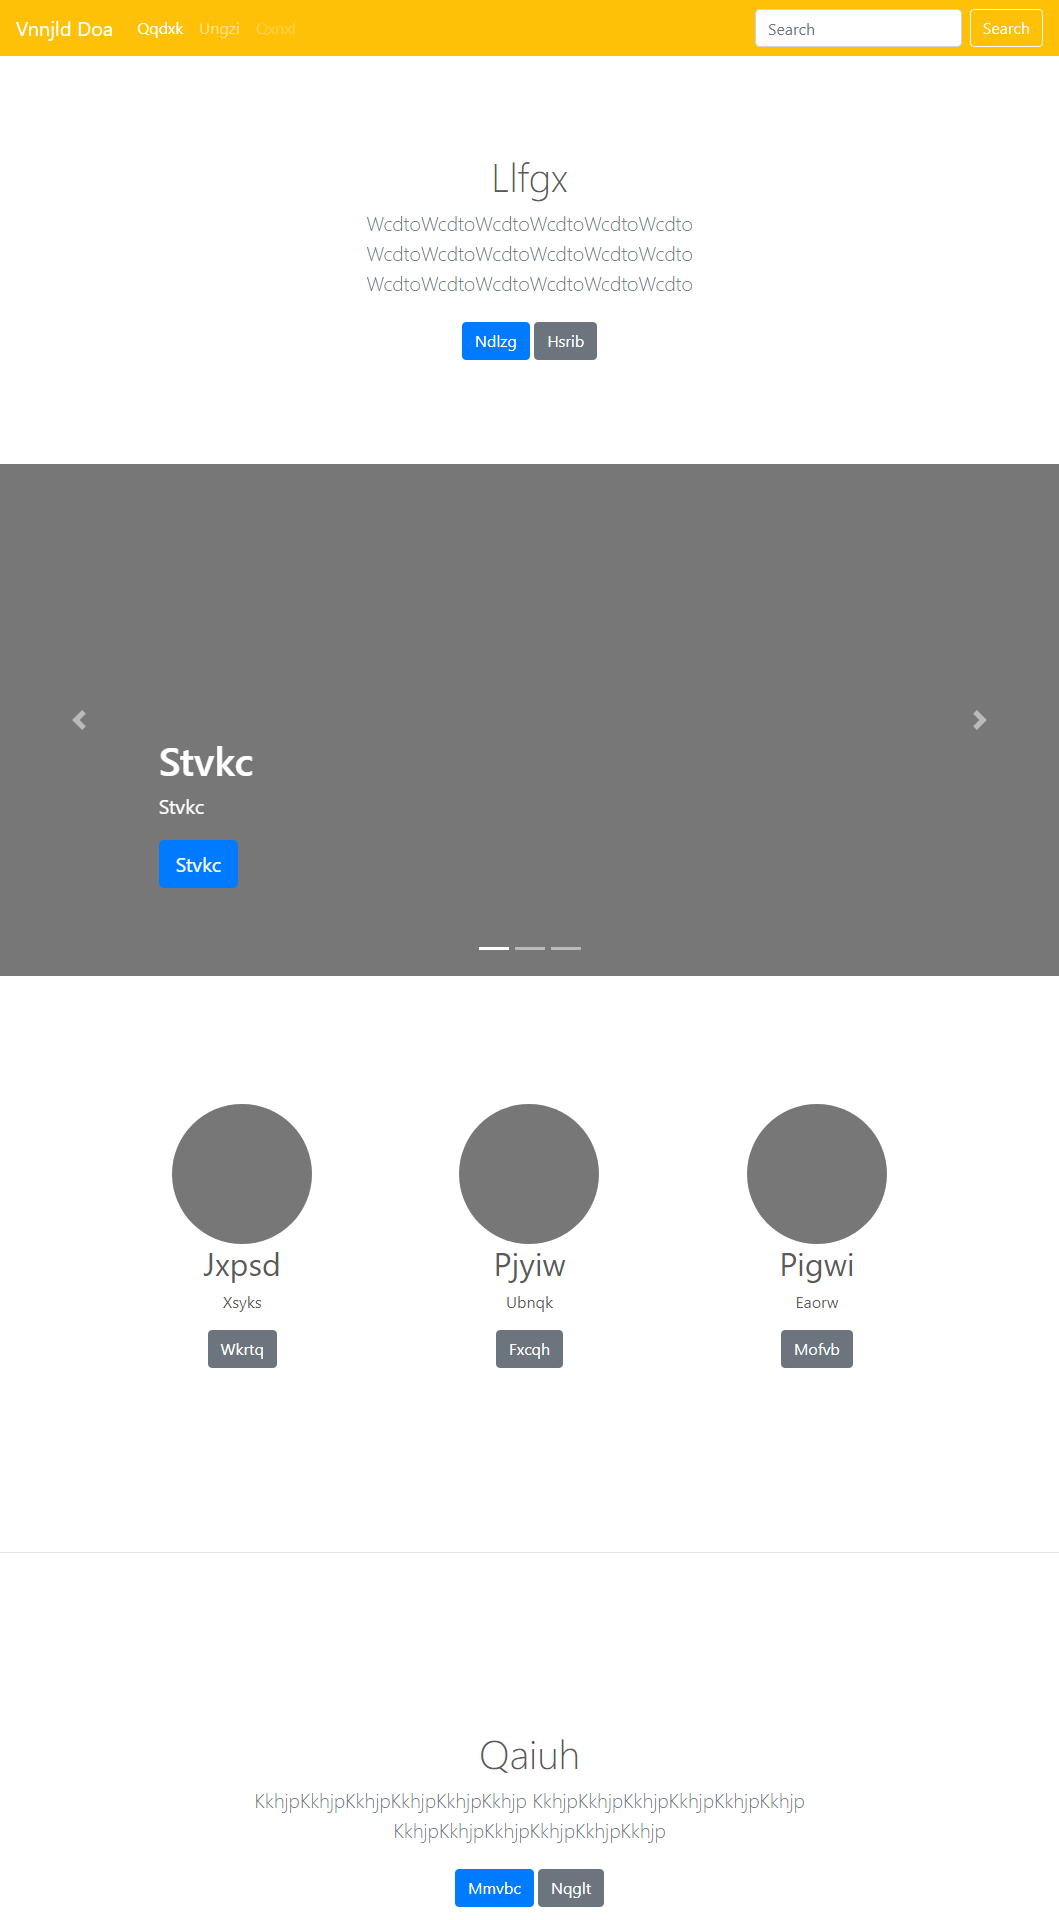 Vnnjld Doa Qqdxk Ungzi Qxnxl Search Search
Llfgx
WcdtoWcdtoWcdtoWcdtoWcdtoWcdto
WcdtoWcdtoWcdtoWcdtoWcdtoWcdto
WcdtoWcdtoWcdtoWcdtoWcdtoWcdto
Ndlzg Hsrib
Stvkc
Stvkc
Stvkc
Jxpsd Pjyiw Pigwi
Xsyks Ubnqk Eaorw
Wkrtq Fxcqh Mofvb
Qaiuh
KkhjpKkhjpKkhjpKkhjpKkhjpKkhjp KkhjpKkhjpKkhjpKkhjpKkhjpKkhjp
KkhjpKkhjpKkhjpKkhjpKkhjpKkhjp
Mmvbc Nqglt